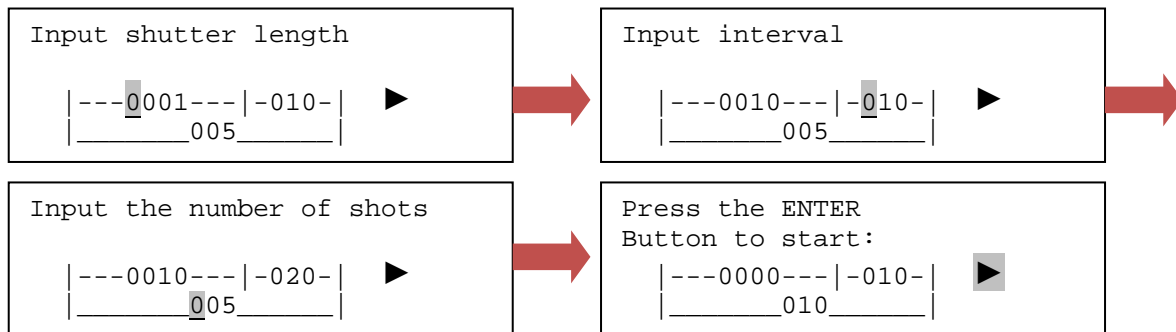 Input shutter length
|---0001---|-010-| ►
|_______005______|
Input interval
|---0010---|-010-| ►
|_______005______|
Input the number of shots
|---0010---|-020-| ►
|_______005______|
Press the ENTER
Button to start:
|---0000---|-010-| ►
|_______010______|